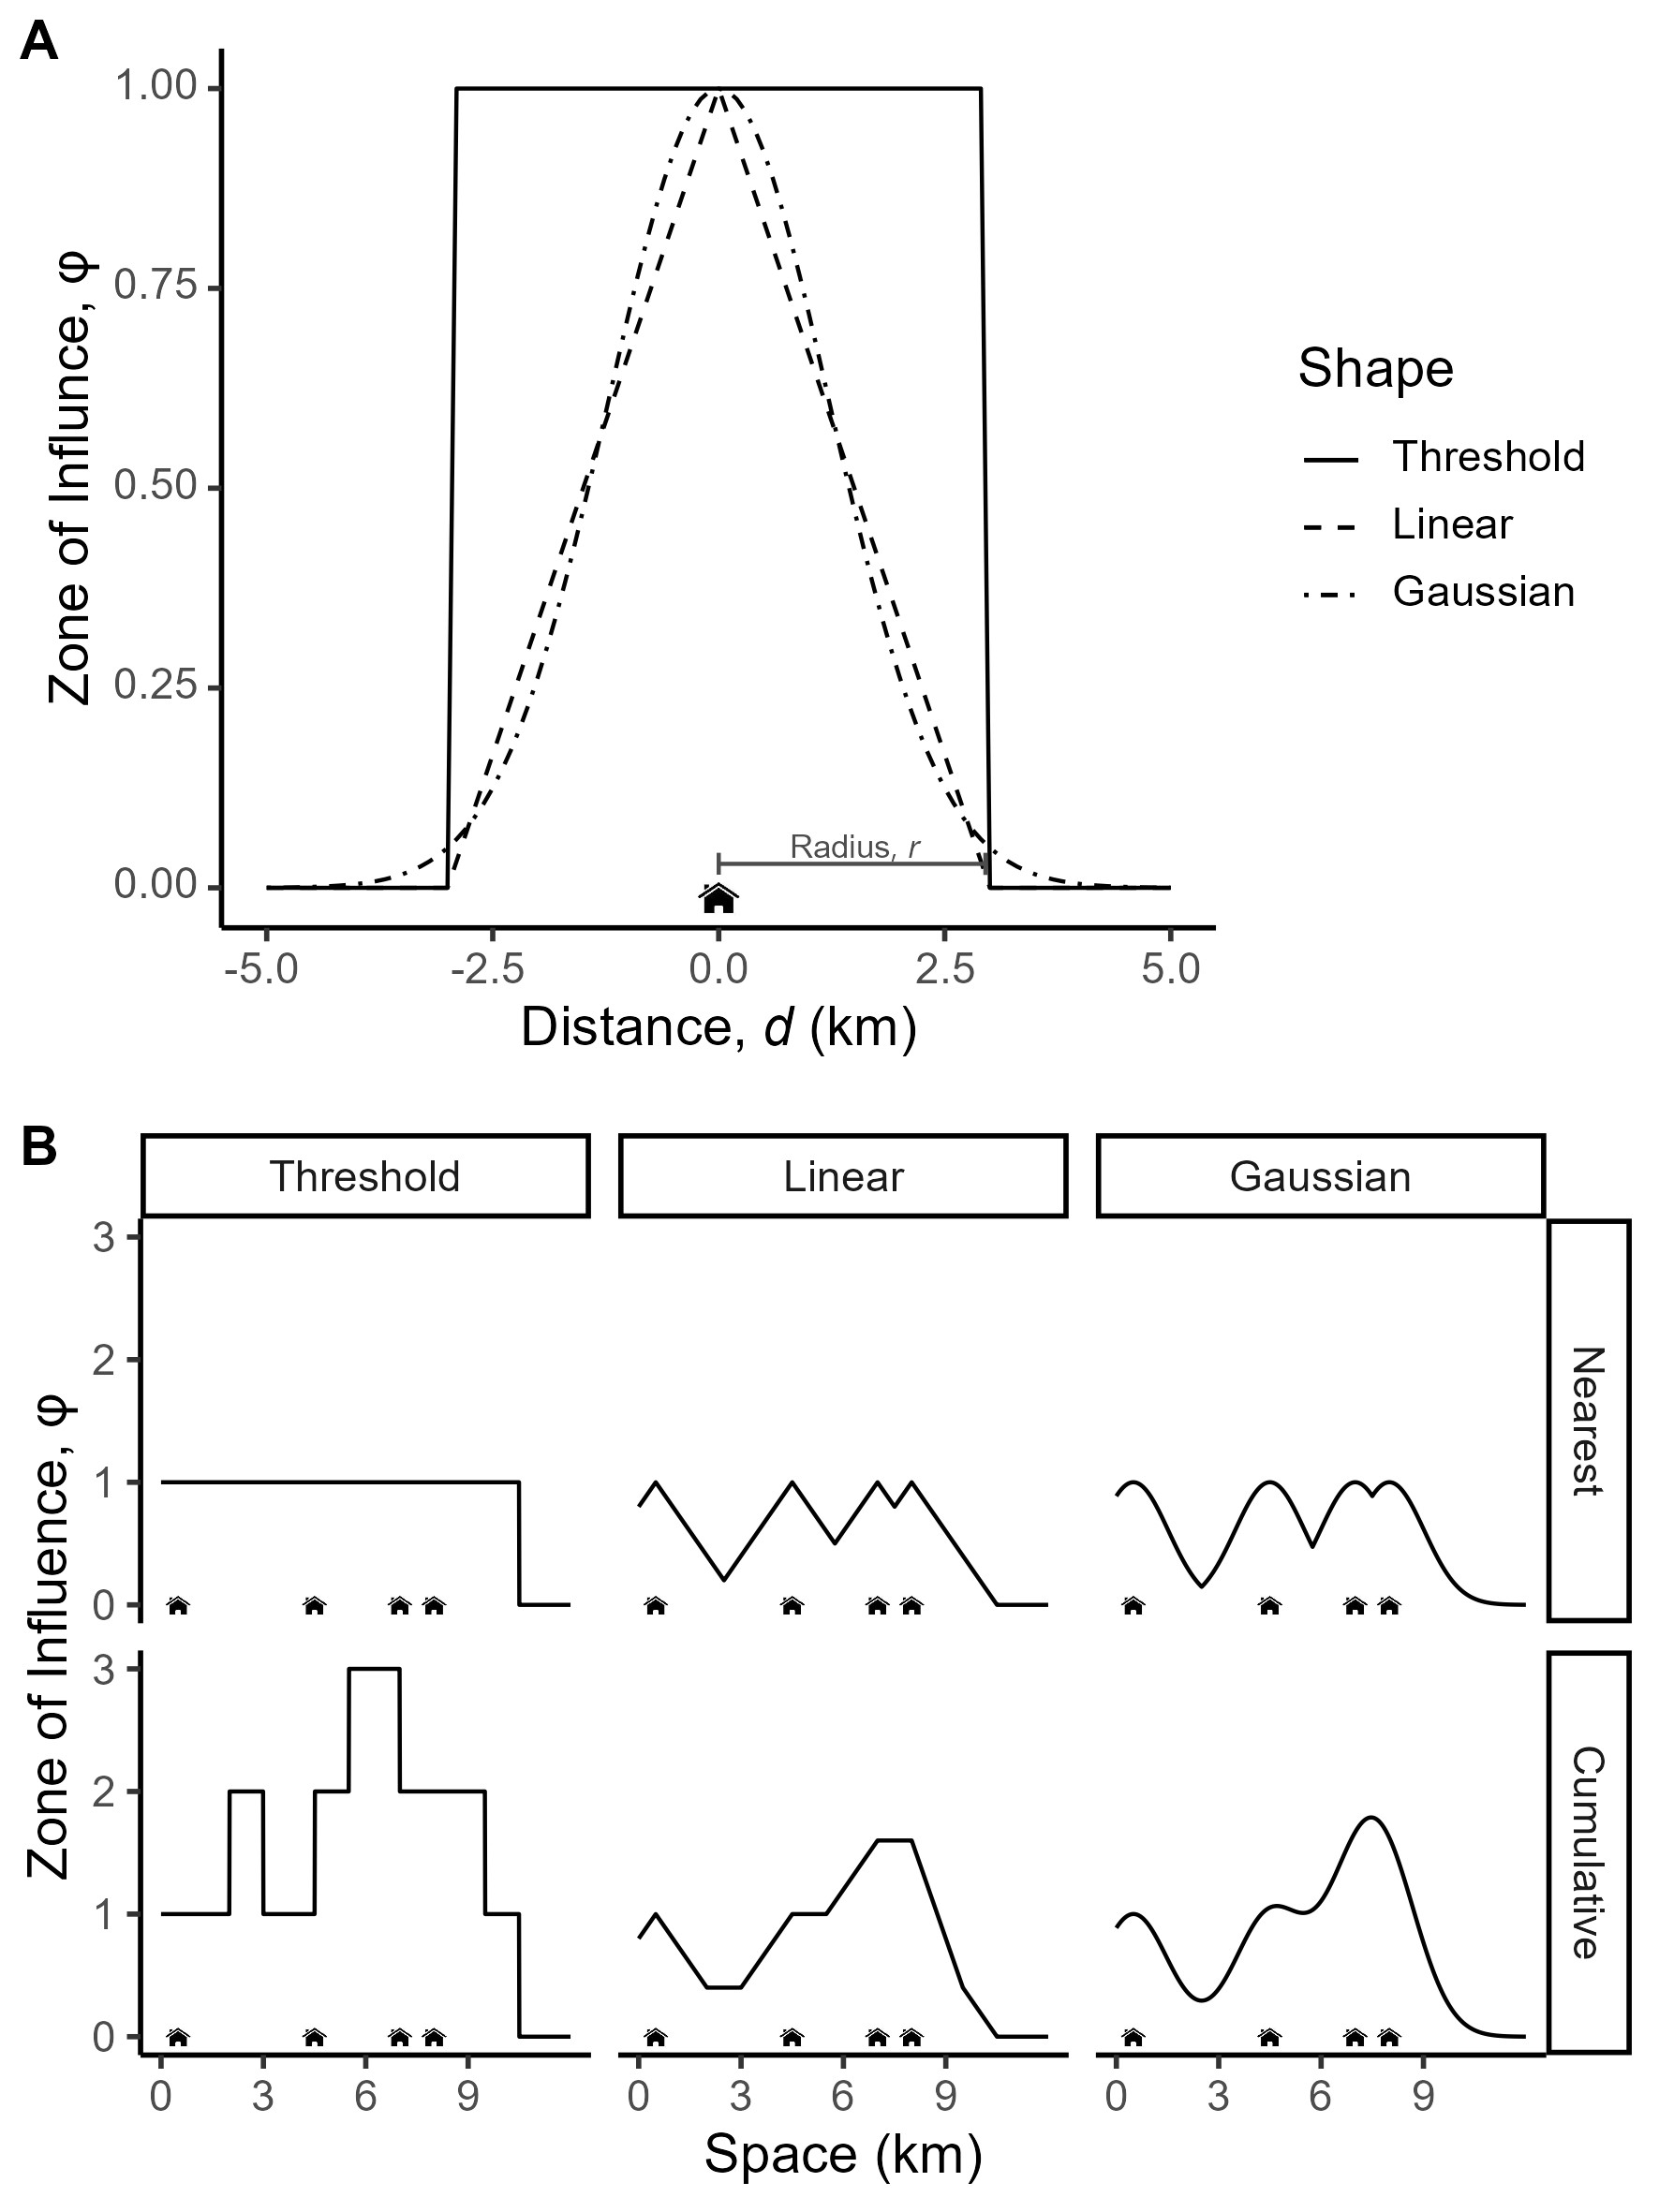 A
Zone of Influnce, φ
1.00
0.75
0.50
0.25
0.00
Radius, r
-5.0 -2.5 0.0 2.5 5.0
Distance, d (km)
Shape
Threshold
Linear
Gaussian
B
Threshold Linear Gaussian
Zone of Influence, φ
3
2
1
0
Nearest
3
2
1
0
Cumulative
0 3 6 9 0 3 6 9 0 3 6 9
Space (km)